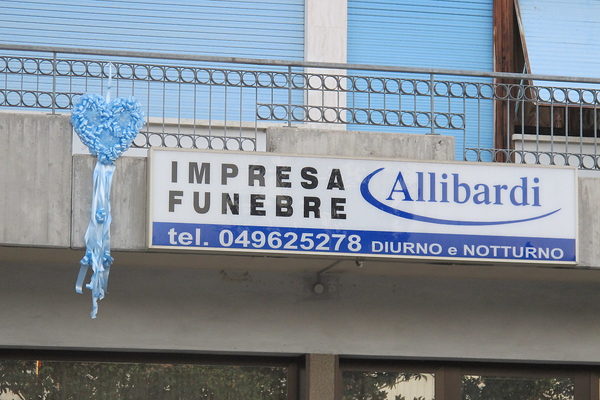 IMPRESA
FUNEBRE
Allibardi
tel. 049625278 DIURNO e NOTTURNO